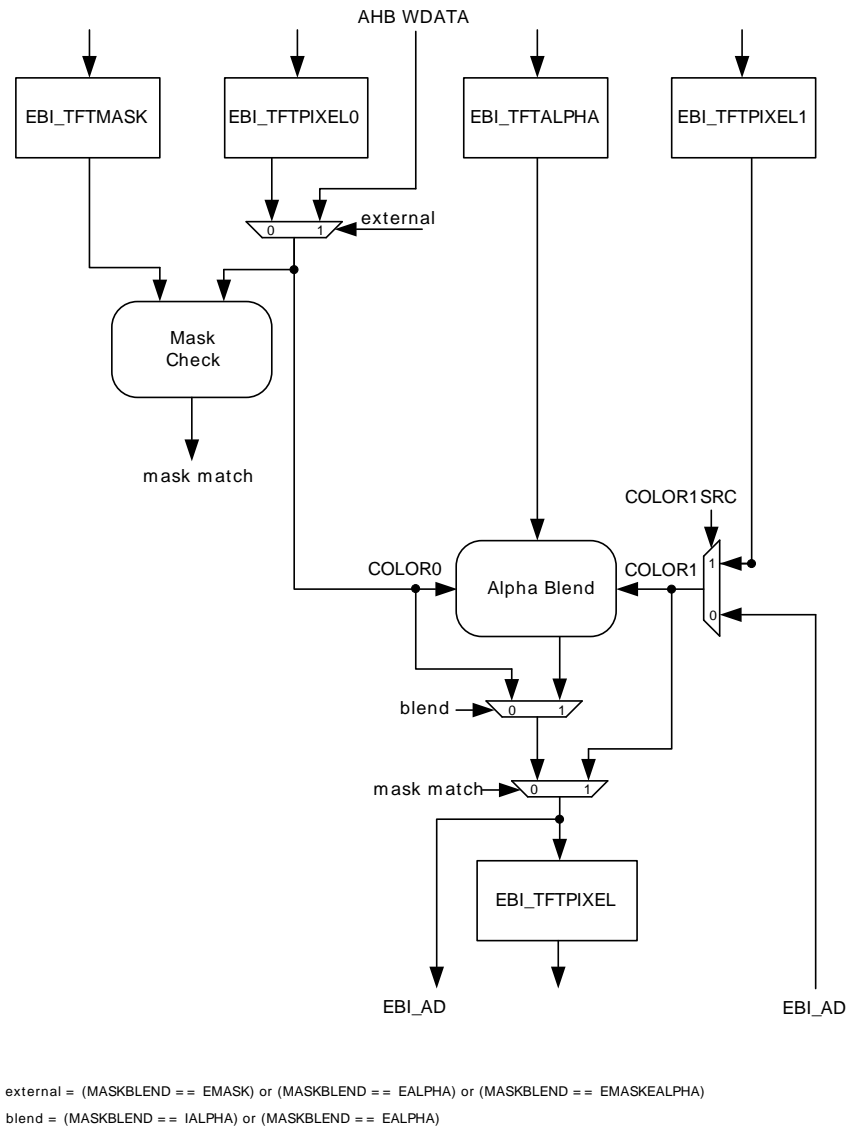 AHB WDATA
EBI_TFTMASK
EBI_TFTPIXEL0
EBI_TFTALPHA
EBI_TFTPIXEL1
0 1
external
Mask
Check
mask match
COLOR1SRC
COLOR0
Alpha Blend
COLOR1
1
0
blend
0 1
mask match
0 1
EBI_TFTPIXEL
EBI_AD
EBI_AD
external = (MASKBLEND == EMASK) or (MASKBLEND == EALPHA) or (MASKBLEND == EMASKEALPHA)
blend = (MASKBLEND == IALPHA) or (MASKBLEND == EALPHA)